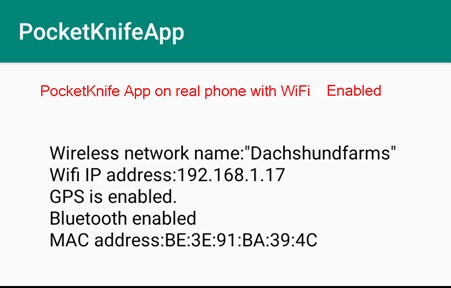 PocketKnifeApp
PocketKnife App on real phone with WiFi Enabled
Wireless network name:"Dachshundfarms"
Wifi IP address:192.168.1.17
GPS is enabled.
Bluetooth enabled
MAC address:BE:3E:91:BA:39:4C